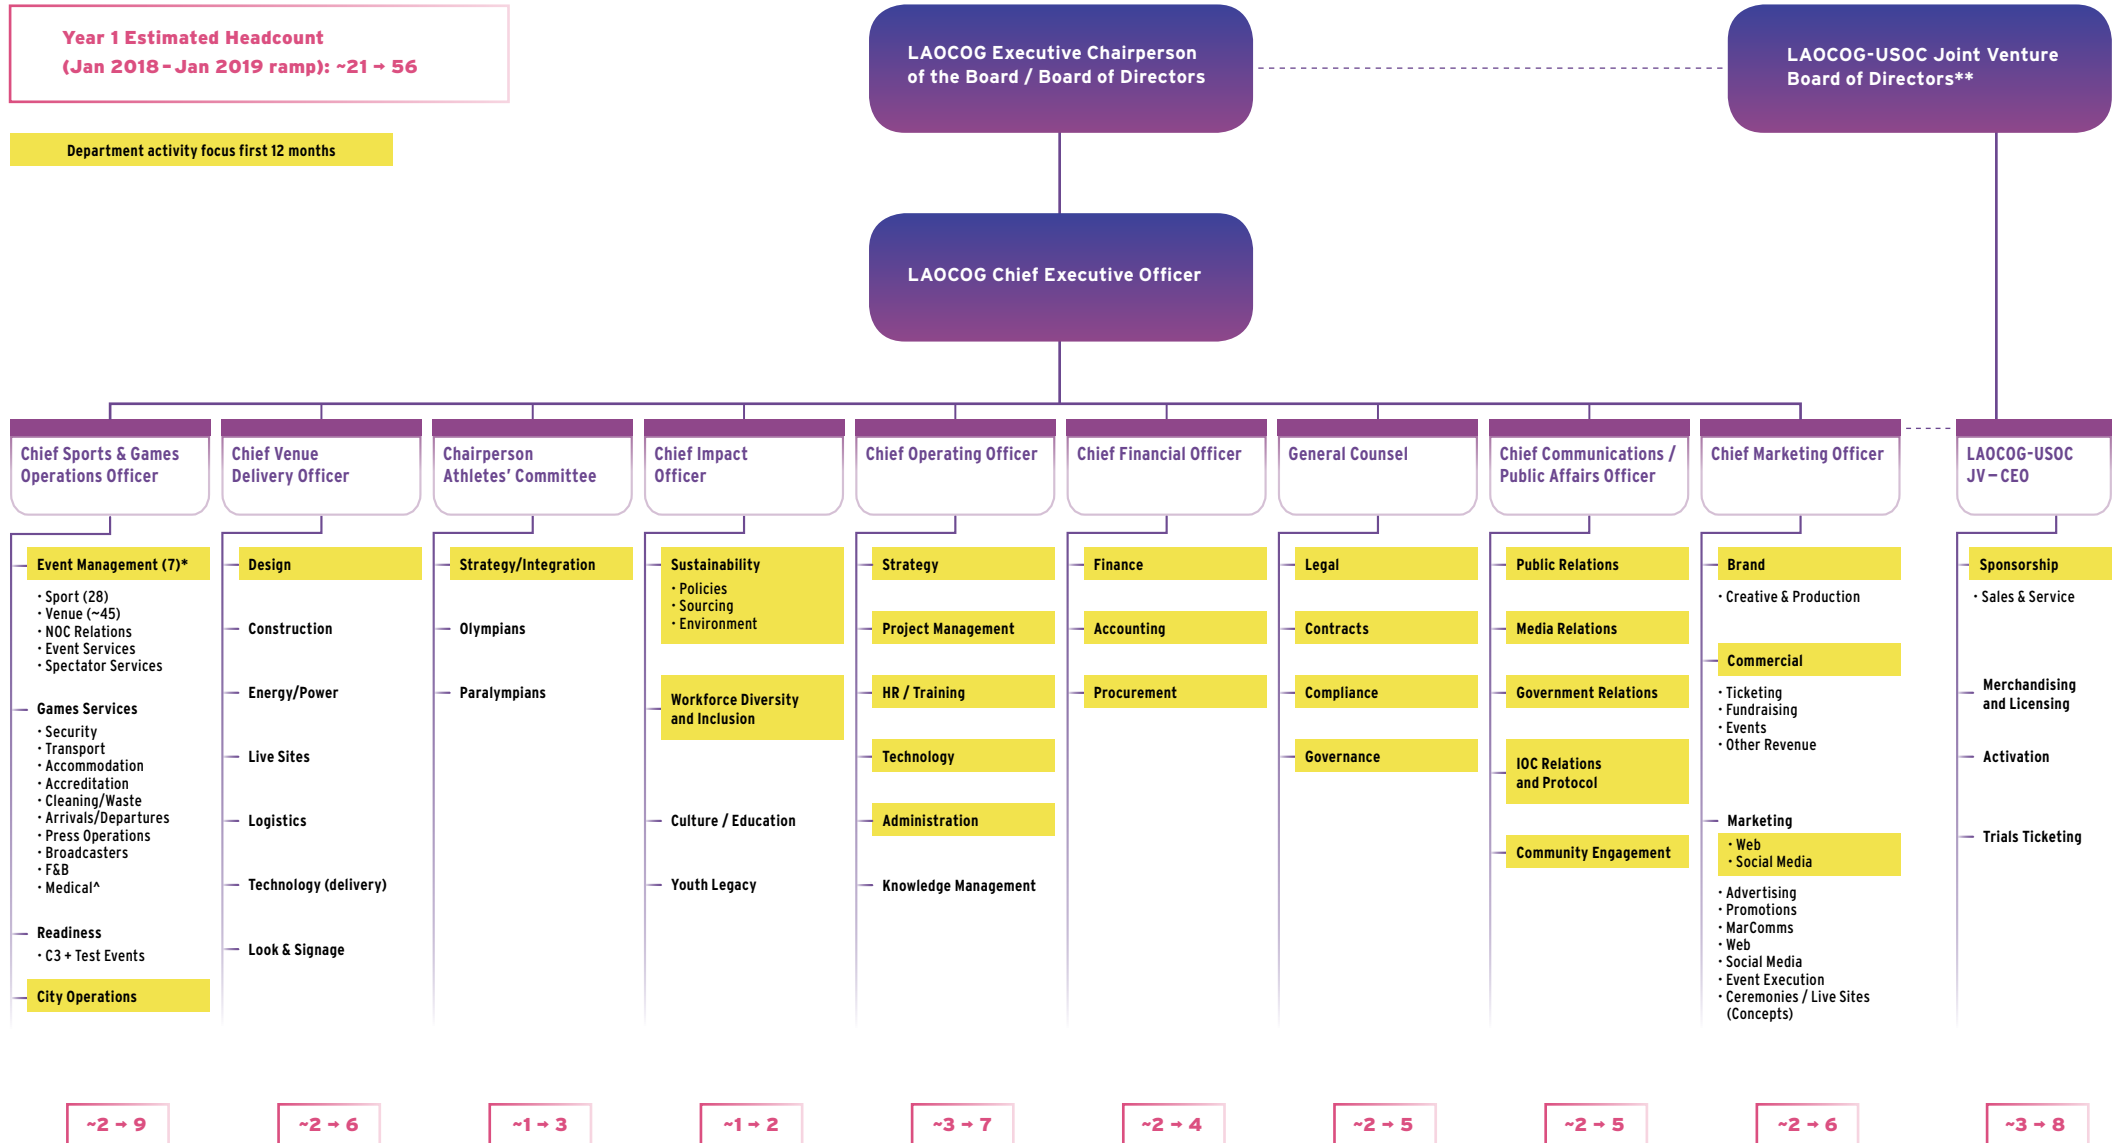 Year 1 Estimated Headcount
(Jan 2018 – Jan 2019 ramp): ~21 → 56
Department activity focus first 12 months
LAOCOG Executive Chairperson
of the Board / Board of Directors
LAOCOG-USOC Joint Venture
Board of Directors**
LAOCOG Chief Executive Officer
Chief Sports & Games
Operations Officer
Event Management (7)*
· Sport (28)
· Venue (~45)
· NOC Relations
· Event Services
· Spectator Services
Games Services
· Security
· Transport
· Accommodation
· Accreditation
· Cleaning/Waste
· Arrivals/Departures
· Press Operations
· Broadcasters
· F&B
· Medical^
Readiness
· C3 + Test Events
City Operations
~2 → 9
Chief Venue
Delivery Officer
Design
Construction
Energy/Power
Live Sites
Logistics
Technology (delivery)
Look & Signage
~2 → 6
Chairperson
Athletes' Committee
Strategy/Integration
Olympians
Paralympians
~1 → 3
Chief Impact
Officer
Sustainability
· Policies
· Sourcing
· Environment
Workforce Diversity
and Inclusion
Culture / Education
Youth Legacy
~1 → 2
Chief Operating Officer
Strategy
Project Management
HR / Training
Technology
Administration
Knowledge Management
~3 → 7
Chief Financial Officer
Finance
Accounting
Procurement
~2 → 4
General Counsel
Legal
Contracts
Compliance
Governance
~2 → 5
Chief Communications /
Public Affairs Officer
Public Relations
Media Relations
Government Relations
IOC Relations
and Protocol
Community Engagement
~2 → 5
Chief Marketing Officer
Brand
· Creative & Production
Commercial
· Ticketing
· Fundraising
· Events
· Other Revenue
Marketing
· Web
· Social Media
· Advertising
· Promotions
· MarComms
· Web
· Social Media
· Event Execution
· Ceremonies / Live Sites
(Concepts)
~2 → 6
LAOCOG-USOC
JV – CEO
Sponsorship
· Sales & Service
Merchandising
and Licensing
Activation
Trials Ticketing
~3 → 8